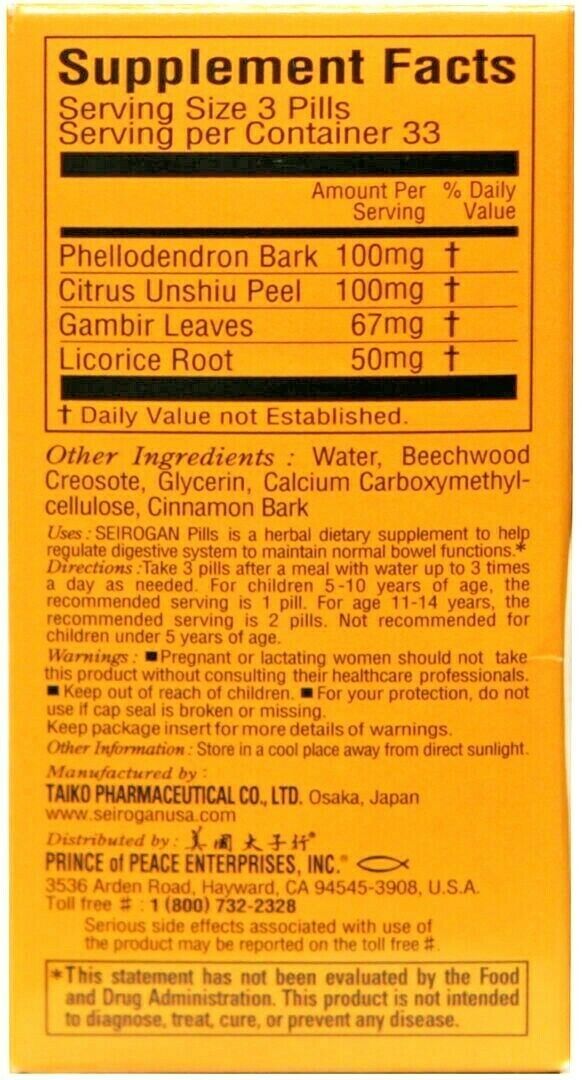 Supplement Facts
Serving Size 3 Pills
Serving per Container 33
Amount Per % Daily
Serving Value
Phellodendron Bark 100mg †
Citrus Unshiu Peel 100mg †
Gambir Leaves 67mg †
Licorice Root 50mg †
† Daily Value not Established.
Other Ingredients : Water, Beechwood
Creosote, Glycerin, Calcium Carboxymethyl-
cellulose, Cinnamon Bark
Uses : SEIROGAN Pills is a herbal dietary supplement to help
regulate digestive system to maintain normal bowel functions.*
Directions :Take 3 pills after a meal with water up to 3 times
a day as needed. For children 5-10 years of age, the
recommended serving is 1 pill. For age 11-14 years, the
recommended serving is 2 pills. Not recommended for
children under 5 years of age.
Warnings : ■Pregnant or lactating women should not take
this product without consulting their healthcare professionals.
■Keep out of reach of children. ■For your protection, do not
use if cap seal is broken or missing.
Keep package insert for more details of warnings.
Other Information : Store in a cool place away from direct sunlight.
Manufactured by :
TAIKO PHARMACEUTICAL CO., LTD. Osaka, Japan
www.seiroganusa.com
Distributed by : 美國太子行®
PRINCE of PEACE ENTERPRISES, INC.®
3536 Arden Road, Hayward, CA 94545-3908, U.S.A.
Toll free # : 1 (800) 732-2328
Serious side effects associated with use of
the product may be reported on the toll free #.
*This statement has not been evaluated by the Food
and Drug Administration. This product is not intended
to diagnose, treat, cure, or prevent any disease.